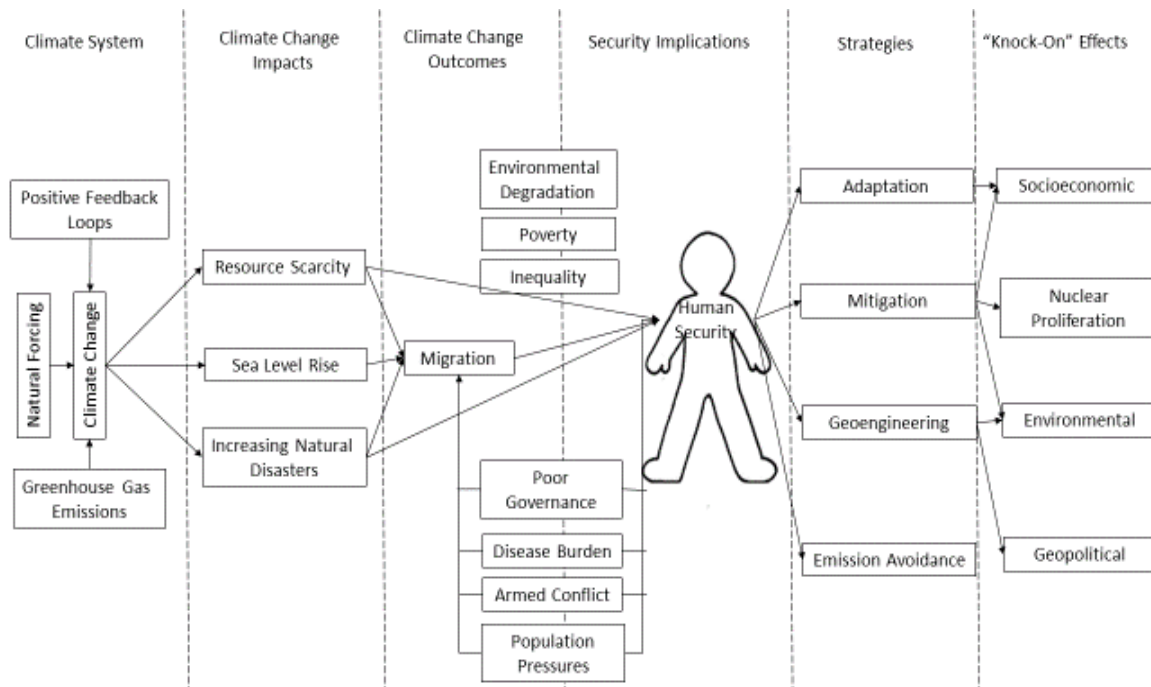 Climate System
Climate Change
Impacts
Climate Change
Outcomes
Security Implications
Strategies
“Knock-On” Effects
Positive Feedback
Loops
Natural Forcing
Climate Change
Greenhouse Gas
Emissions
Resource Scarcity
Sea Level Rise
Increasing Natural
Disasters
Migration
Environmental
Degradation
Poverty
Inequality
Poor
Governance
Disease Burden
Armed Conflict
Population
Pressures
Human
Security
Adaptation
Mitigation
Geoengineering
Emission Avoidance
Socioeconomic
Nuclear
Proliferation
Environmental
Geopolitical